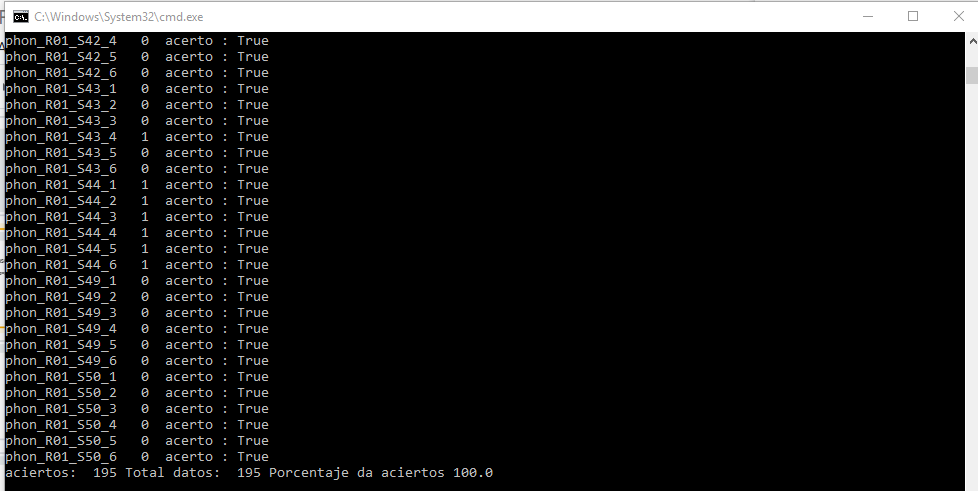 C:\Windows\System32\cmd.exe
phon_R01_S42_4   0  acerto : True
phon_R01_S42_5   0  acerto : True
phon_R01_S42_6   0  acerto : True
phon_R01_S43_1   0  acerto : True
phon_R01_S43_2   0  acerto : True
phon_R01_S43_3   0  acerto : True
phon_R01_S43_4   1  acerto : True
phon_R01_S43_5   0  acerto : True
phon_R01_S43_6   0  acerto : True
phon_R01_S44_1   1  acerto : True
phon_R01_S44_2   1  acerto : True
phon_R01_S44_3   1  acerto : True
phon_R01_S44_4   1  acerto : True
phon_R01_S44_5   1  acerto : True
phon_R01_S44_6   1  acerto : True
phon_R01_S49_1   0  acerto : True
phon_R01_S49_2   0  acerto : True
phon_R01_S49_3   0  acerto : True
phon_R01_S49_4   0  acerto : True
phon_R01_S49_5   0  acerto : True
phon_R01_S49_6   0  acerto : True
phon_R01_S50_1   0  acerto : True
phon_R01_S50_2   0  acerto : True
phon_R01_S50_3   0  acerto : True
phon_R01_S50_4   0  acerto : True
phon_R01_S50_5   0  acerto : True
phon_R01_S50_6   0  acerto : True
aciertos:  195 Total datos:  195 Porcentaje da aciertos 100.0